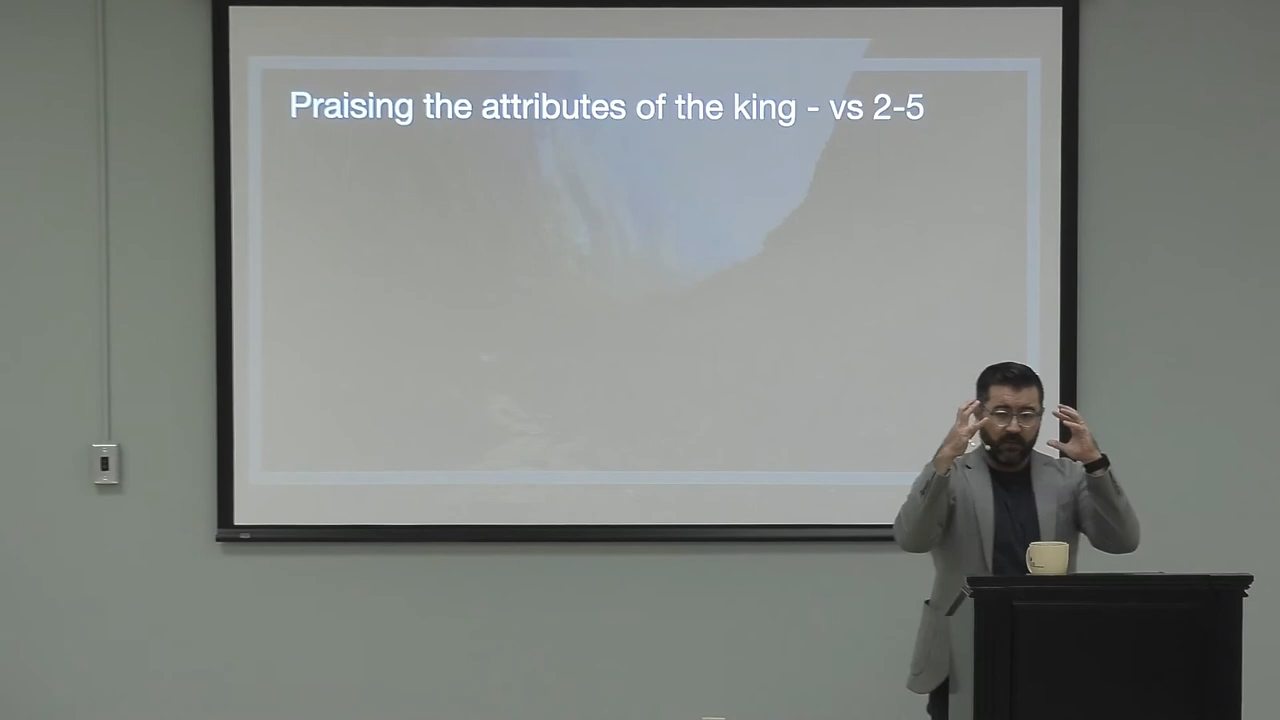 Praising the attributes of the king - vs 2-5